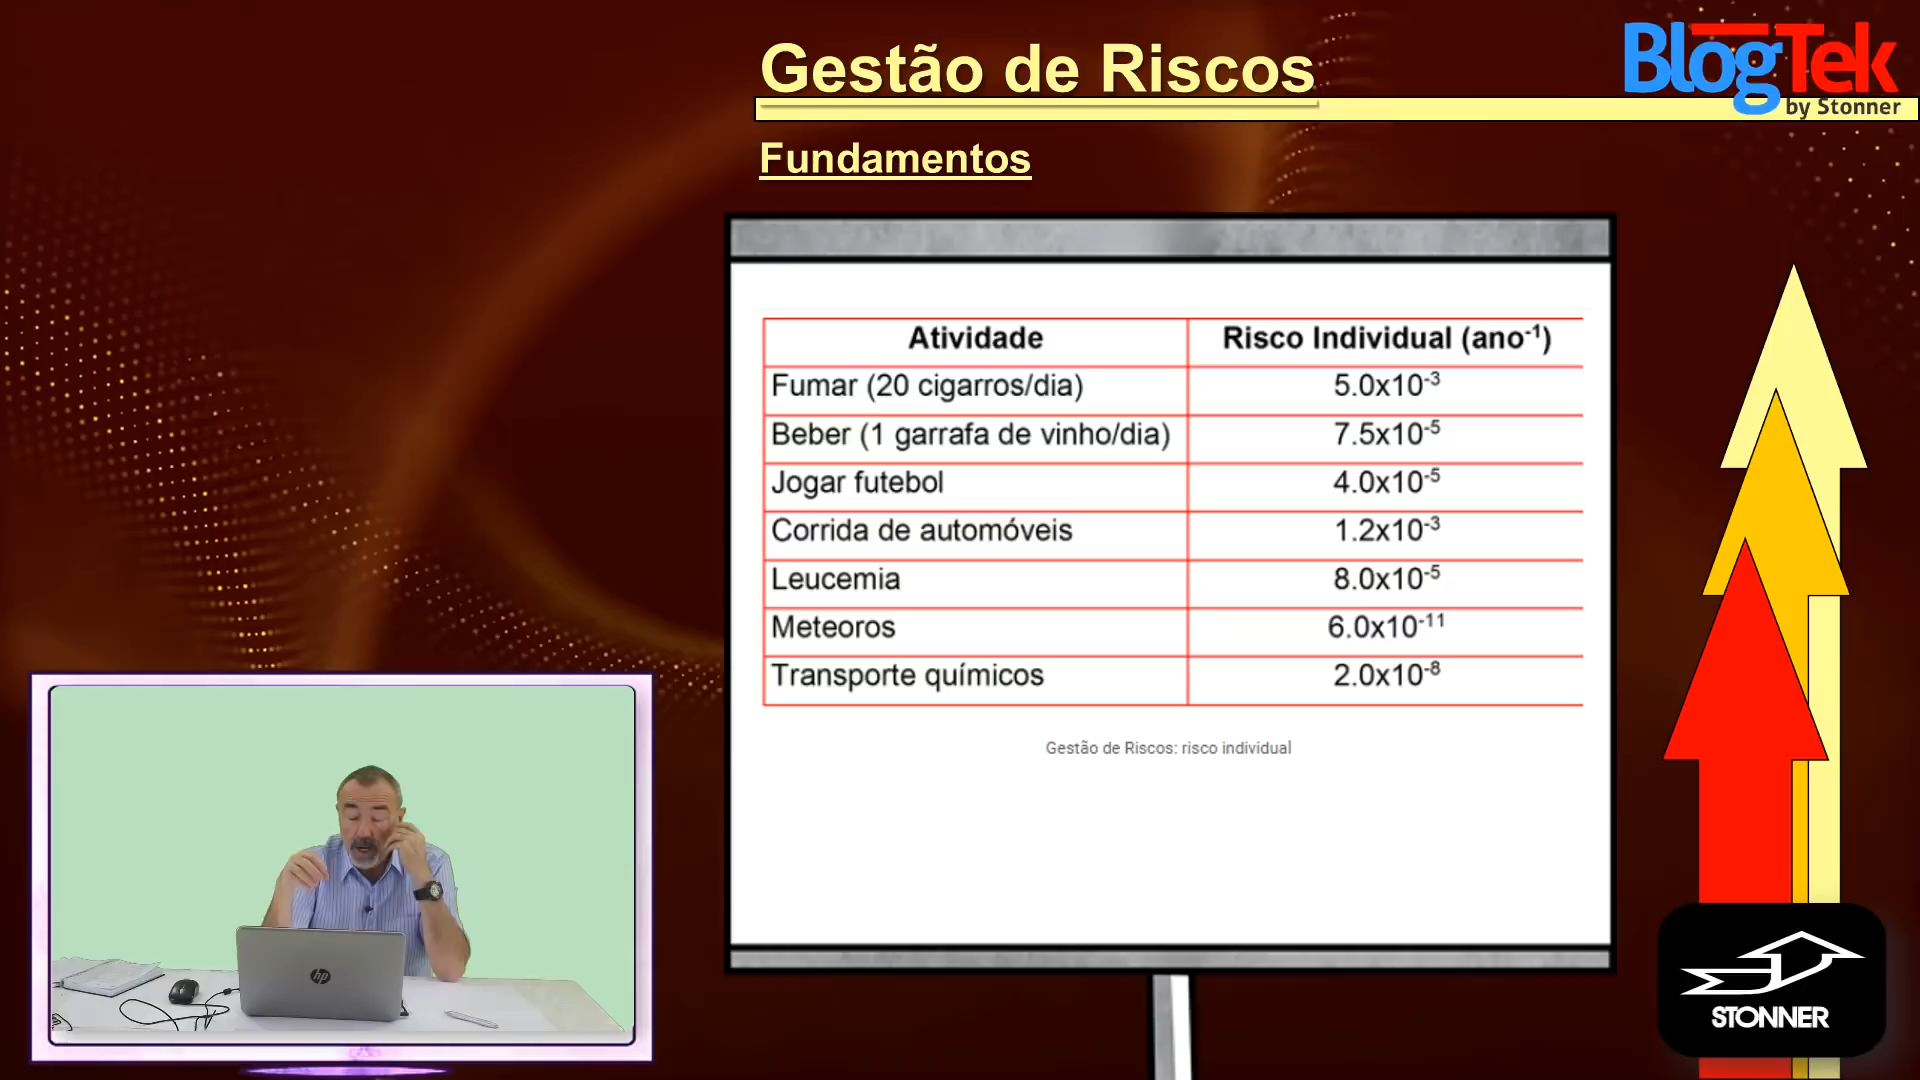 Gestão de Riscos
BlogTek
by Stonner
Fundamentos
Atividade Risco Individual (ano⁻¹)
Fumar (20 cigarros/dia) 5.0x10⁻³
Beber (1 garrafa de vinho/dia) 7.5x10⁻⁵
Jogar futebol 4.0x10⁻⁵
Corrida de automóveis 1.2x10⁻³
Leucemia 8.0x10⁻⁵
Meteoros 6.0x10⁻¹¹
Transporte químicos 2.0x10⁻⁸
Gestão de Riscos: risco individual
hp
STONNER